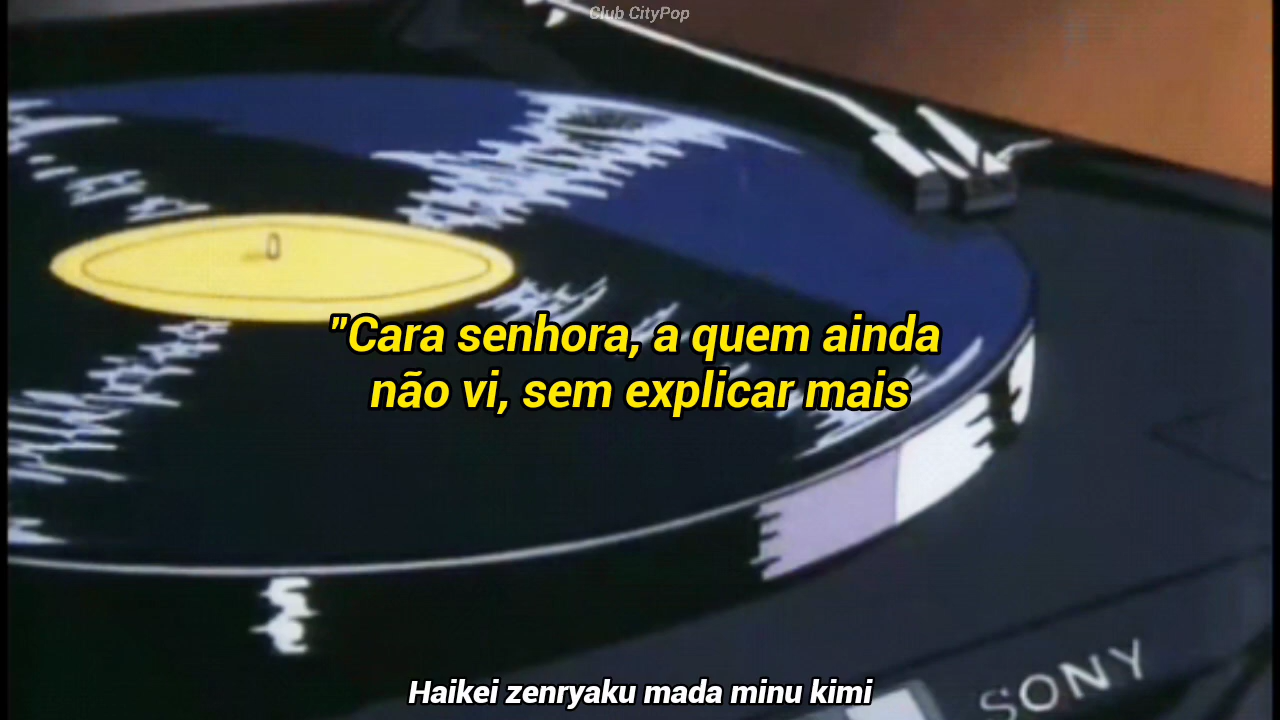 Club CityPop
"Cara senhora, a quem ainda
não vi, sem explicar mais
Haikei zenryaku mada minu kimi
SONY